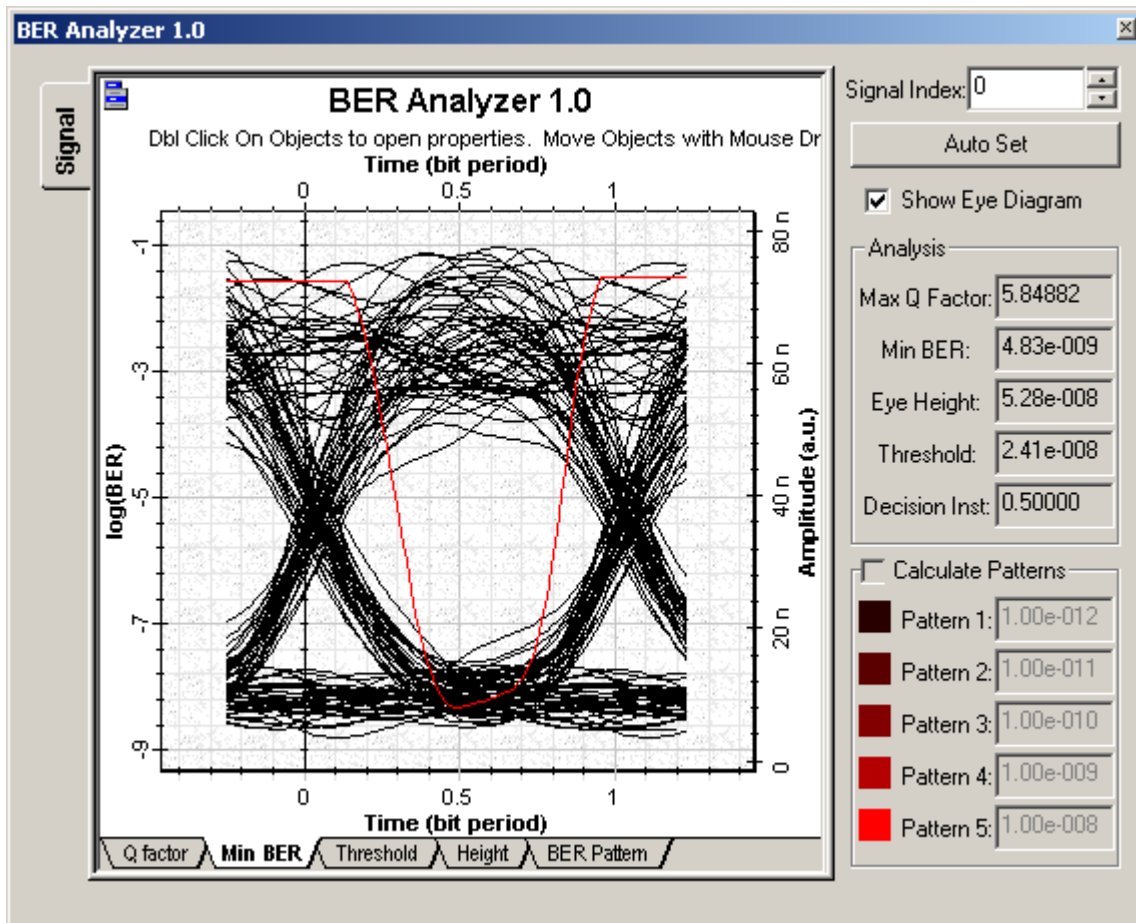 BER Analyzer 1.0
Signal
BER Analyzer 1.0
Dbl Click On Objects to open properties. Move Objects with Mouse Dr
Time (bit period)
0 0.5 1
log(BER)
-1
-3
-5
-7
-9
Amplitude (a.u.)
80 n
60 n
40 n
20 n
0
0 0.5 1
Time (bit period)
Q factor Min BER Threshold Height BER Pattern
Signal Index: 0
Auto Set
Show Eye Diagram
Analysis
Max Q Factor: 5.84882
Min BER: 4.83e-009
Eye Height: 5.28e-008
Threshold: 2.41e-008
Decision Inst: 0.50000
Calculate Patterns
Pattern 1: 1.00e-012
Pattern 2: 1.00e-011
Pattern 3: 1.00e-010
Pattern 4: 1.00e-009
Pattern 5: 1.00e-008